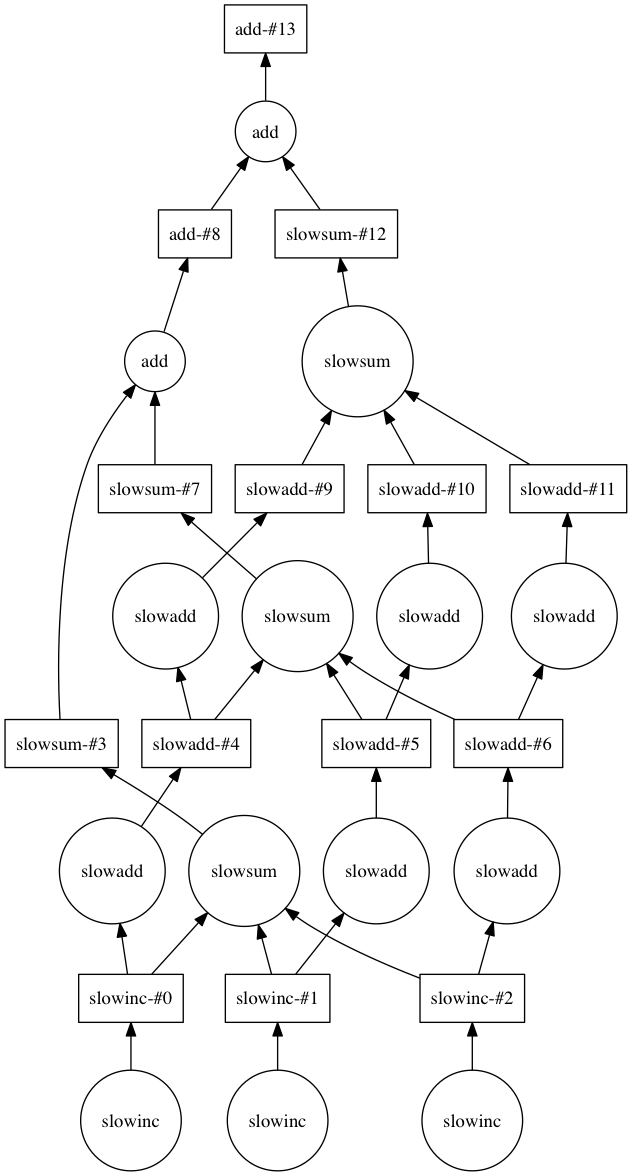 add-#13
add
add-#8
slowsum-#12
add
slowsum
slowsum-#7
slowadd-#9
slowadd-#10
slowadd-#11
slowadd
slowsum
slowadd
slowadd
slowsum-#3
slowadd-#4
slowadd-#5
slowadd-#6
slowadd
slowsum
slowadd
slowadd
slowinc-#0
slowinc-#1
slowinc-#2
slowinc
slowinc
slowinc